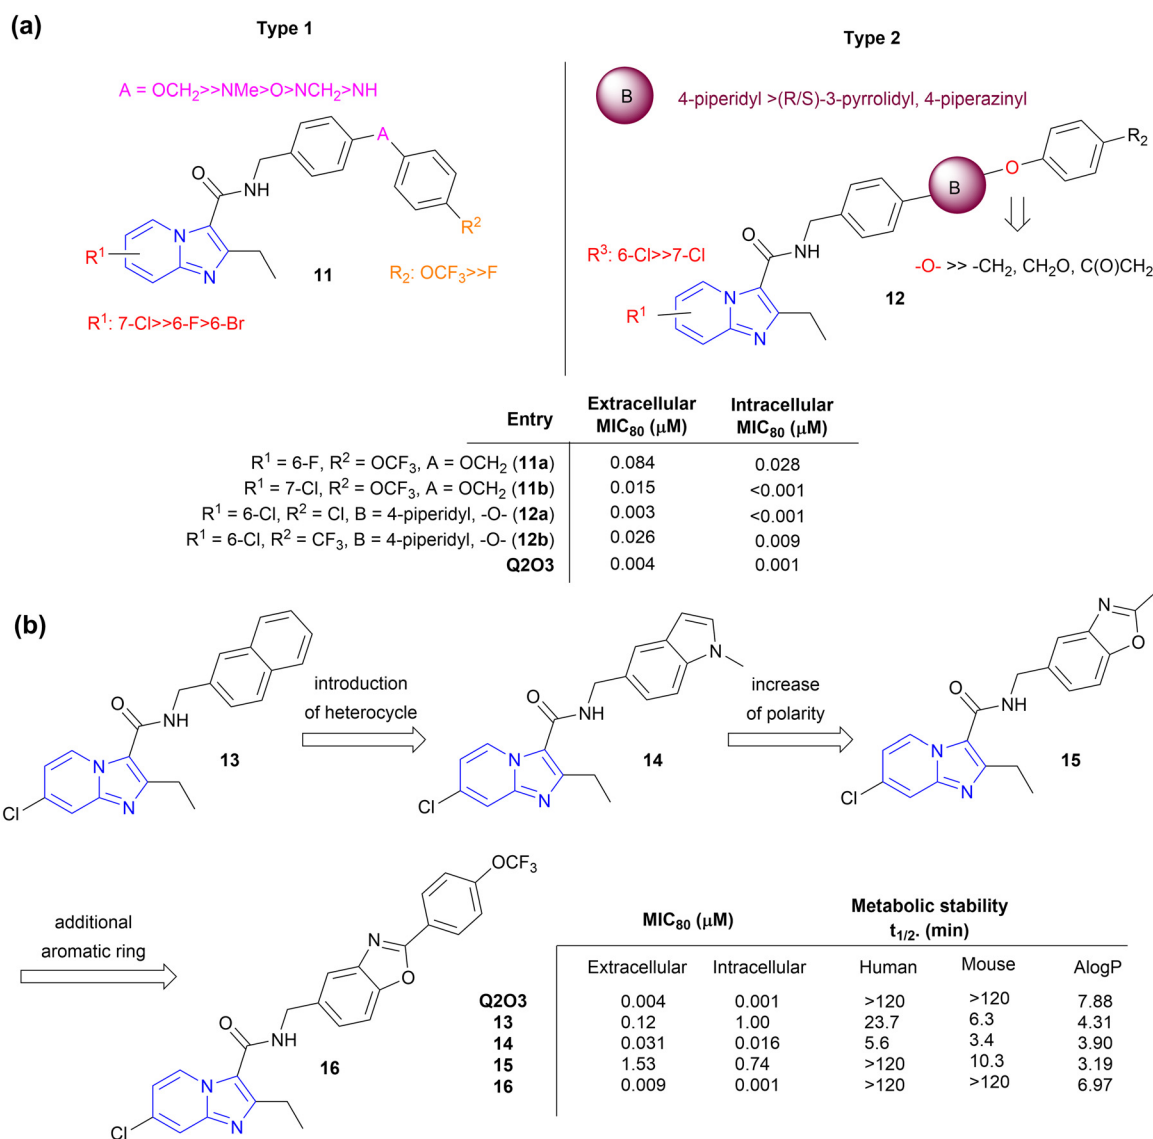 (a)
Type 1
A = OCH₂>>NMe>O>NCH₂>NH
A
O
NH
N
N
R¹
R²
11
R₂: OCF₃>>F
R¹: 7-Cl>>6-F>6-Br
Type 2
B
4-piperidyl >(R/S)-3-pyrrolidyl, 4-piperazinyl
R₂
O
B
O
NH
R³: 6-Cl>>7-Cl
-O- >> -CH₂, CH₂O, C(O)CH₂
12
N
N
R¹
Entry Extracellular MIC₈₀ (μM) Intracellular MIC₈₀ (μM)
R¹ = 6-F, R² = OCF₃, A = OCH₂ (11a) 0.084 0.028
R¹ = 7-Cl, R² = OCF₃, A = OCH₂ (11b) 0.015 <0.001
R¹ = 6-Cl, R² = Cl, B = 4-piperidyl, -O- (12a) 0.003 <0.001
R¹ = 6-Cl, R² = CF₃, B = 4-piperidyl, -O- (12b) 0.026 0.009
Q2O3 0.004 0.001
(b)
O
NH
N
N
Cl
13
introduction
of heterocycle
N
O
NH
N
N
Cl
14
increase
of polarity
N
O
O
NH
N
N
Cl
15
additional
aromatic ring
OCF₃
N
O
O
NH
N
N
Cl
16
MIC₈₀ (μM) Metabolic stability
t₁/₂. (min)
Extracellular Intracellular Human Mouse AlogP
Q2O3 0.004 0.001 >120 >120 7.88
13 0.12 1.00 23.7 6.3 4.31
14 0.031 0.016 5.6 3.4 3.90
15 1.53 0.74 >120 10.3 3.19
16 0.009 0.001 >120 >120 6.97